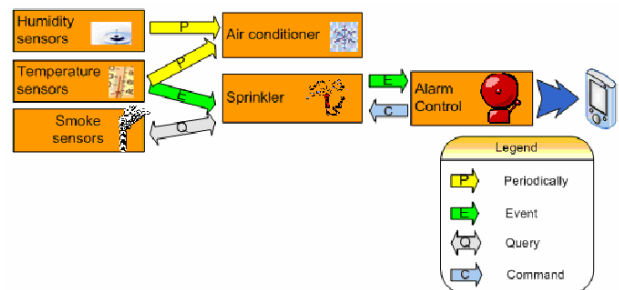 Humidity
sensors
P
Air conditioner
Temperature
sensors
P
E
Sprinkler
E
C
Alarm
Control
Smoke
sensors
Q
Legend
P Periodically
E Event
Q Query
C Command